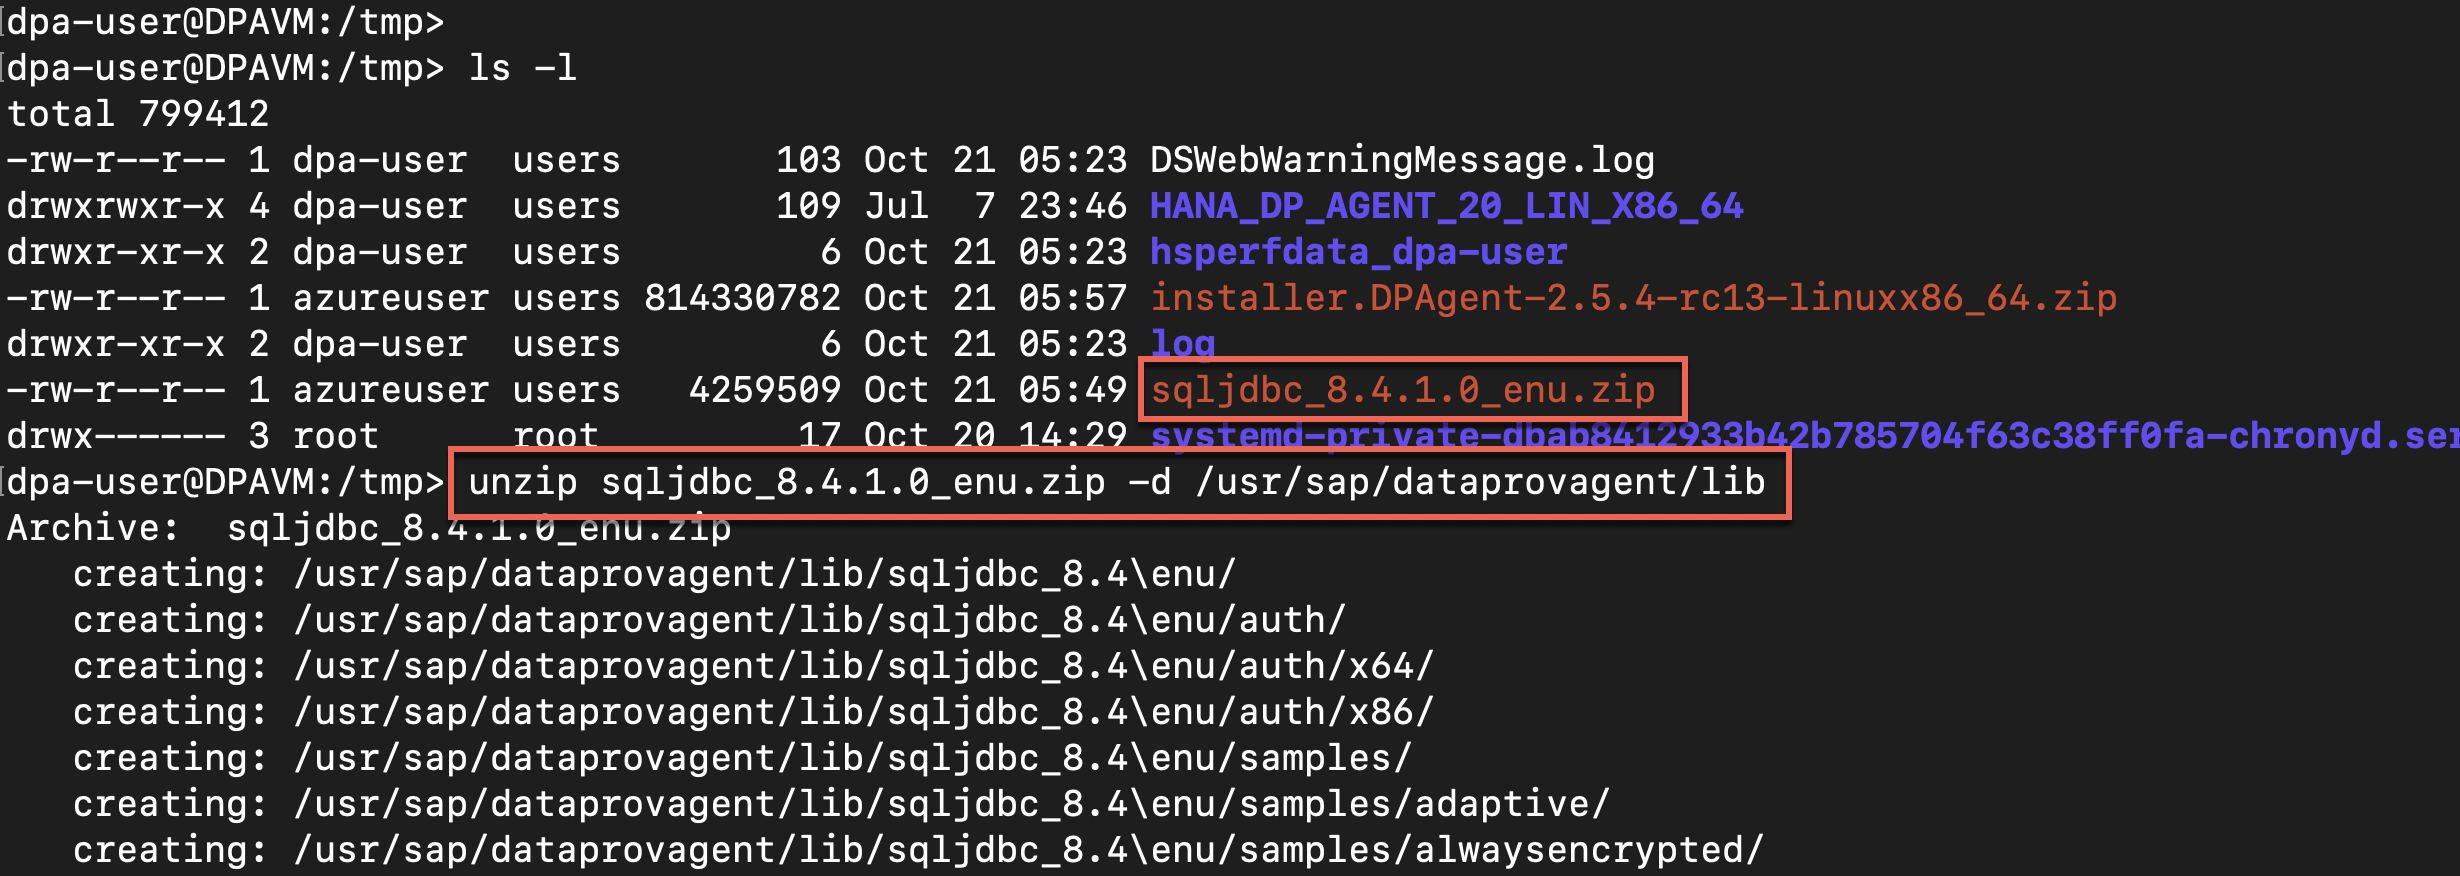 dpa-user@DPAVM:/tmp>
dpa-user@DPAVM:/tmp> ls -l
total 799412
-rw-r--r-- 1 dpa-user  users       103 Oct 21 05:23 DSWebWarningMessage.log
drwxrwxr-x 4 dpa-user  users       109 Jul  7 23:46 HANA_DP_AGENT_20_LIN_X86_64
drwxr-xr-x 2 dpa-user  users         6 Oct 21 05:23 hsperfdata_dpa-user
-rw-r--r-- 1 azureuser users 814330782 Oct 21 05:57 installer.DPAgent-2.5.4-rc13-linuxx86_64.zip
drwxr-xr-x 2 dpa-user  users         6 Oct 21 05:23 log
-rw-r--r-- 1 azureuser users   4259509 Oct 21 05:49 sqljdbc_8.4.1.0_enu.zip
drwx------ 3 root      root         17 Oct 20 14:29 systemd-private-dbab8412933b42b785704f63c38ff0fa-chronyd.ser
dpa-user@DPAVM:/tmp> unzip sqljdbc_8.4.1.0_enu.zip -d /usr/sap/dataprovagent/lib
Archive:  sqljdbc_8.4.1.0_enu.zip
   creating: /usr/sap/dataprovagent/lib/sqljdbc_8.4\enu/
   creating: /usr/sap/dataprovagent/lib/sqljdbc_8.4\enu/auth/
   creating: /usr/sap/dataprovagent/lib/sqljdbc_8.4\enu/auth/x64/
   creating: /usr/sap/dataprovagent/lib/sqljdbc_8.4\enu/auth/x86/
   creating: /usr/sap/dataprovagent/lib/sqljdbc_8.4\enu/samples/
   creating: /usr/sap/dataprovagent/lib/sqljdbc_8.4\enu/samples/adaptive/
   creating: /usr/sap/dataprovagent/lib/sqljdbc_8.4\enu/samples/alwaysencrypted/